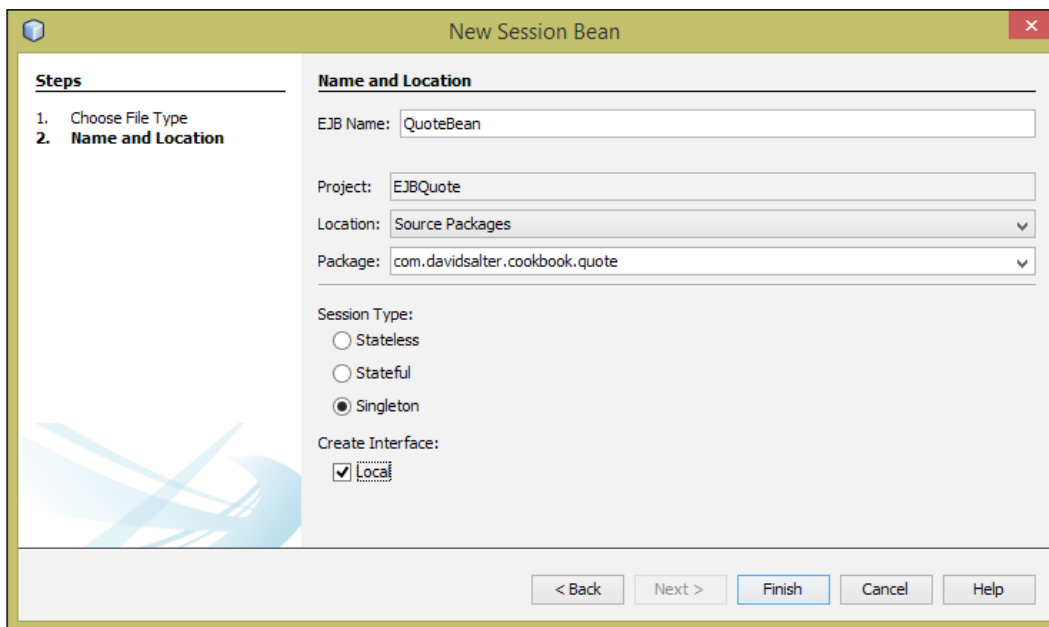 New Session Bean
Steps
1. Choose File Type
2. Name and Location
Name and Location
EJB Name: QuoteBean
Project: EJBQuote
Location: Source Packages
Package: com.davidsalter.cookbook.quote
Session Type:
Stateless
Stateful
Singleton
Create Interface:
Local
< Back Next > Finish Cancel Help